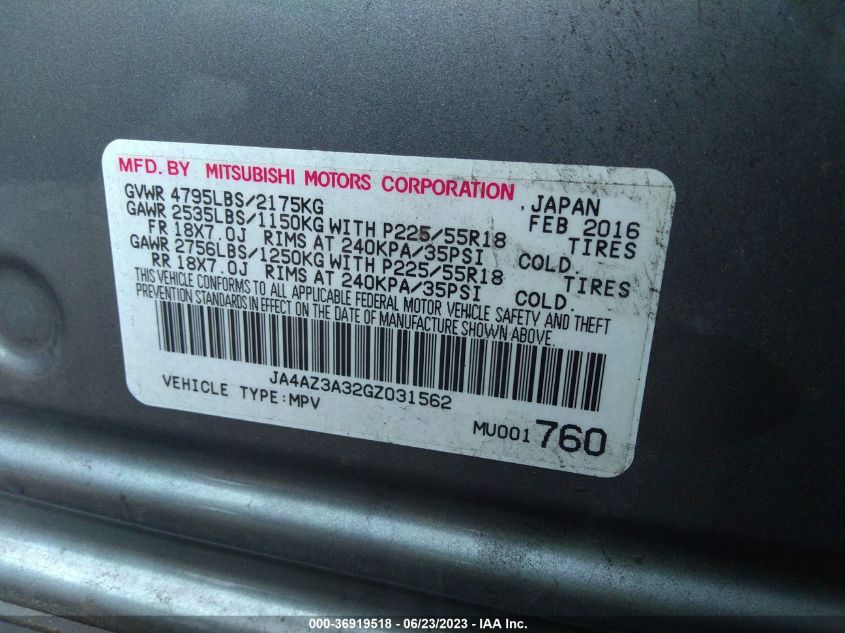 MFD. BY MITSUBISHI MOTORS CORPORATION, JAPAN
GVWR 4795LBS/2175KG FEB 2016
GAWR 2535LBS/1150KG WITH P225/55R18 TIRES
FR 18X7.0J RIMS AT 240KPA/35PSI COLD.
GAWR 2756LBS/1250KG WITH P225/55R18 TIRES
RR 18X7.0J RIMS AT 240KPA/35PSI COLD.
THIS VEHICLE CONFORMS TO ALL APPLICABLE FEDERAL MOTOR VEHICLE SAFETY AND THEFT
PREVENTION STANDARDS IN EFFECT ON THE DATE OF MANUFACTURE SHOWN ABOVE.
JA4AZ3A32GZ031562
VEHICLE TYPE:MPV
MU001760
000-36919518 - 06/23/2023 - IAA Inc.